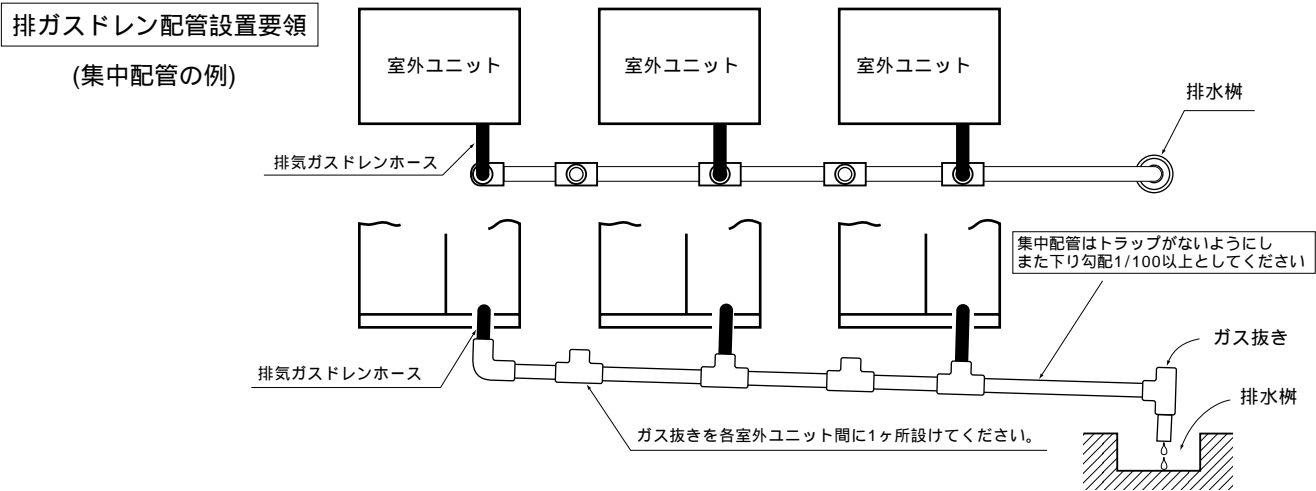 排ガスドレン配管設置要領
(集中配管の例)
室外ユニット
室外ユニット
室外ユニット
排水桝
排気ガスドレンホース
集中配管はトラップがないようにし
また下り勾配1/100以上としてください
ガス抜き
排気ガスドレンホース
排水桝
ガス抜きを各室外ユニット間に1ヶ所設けてください。